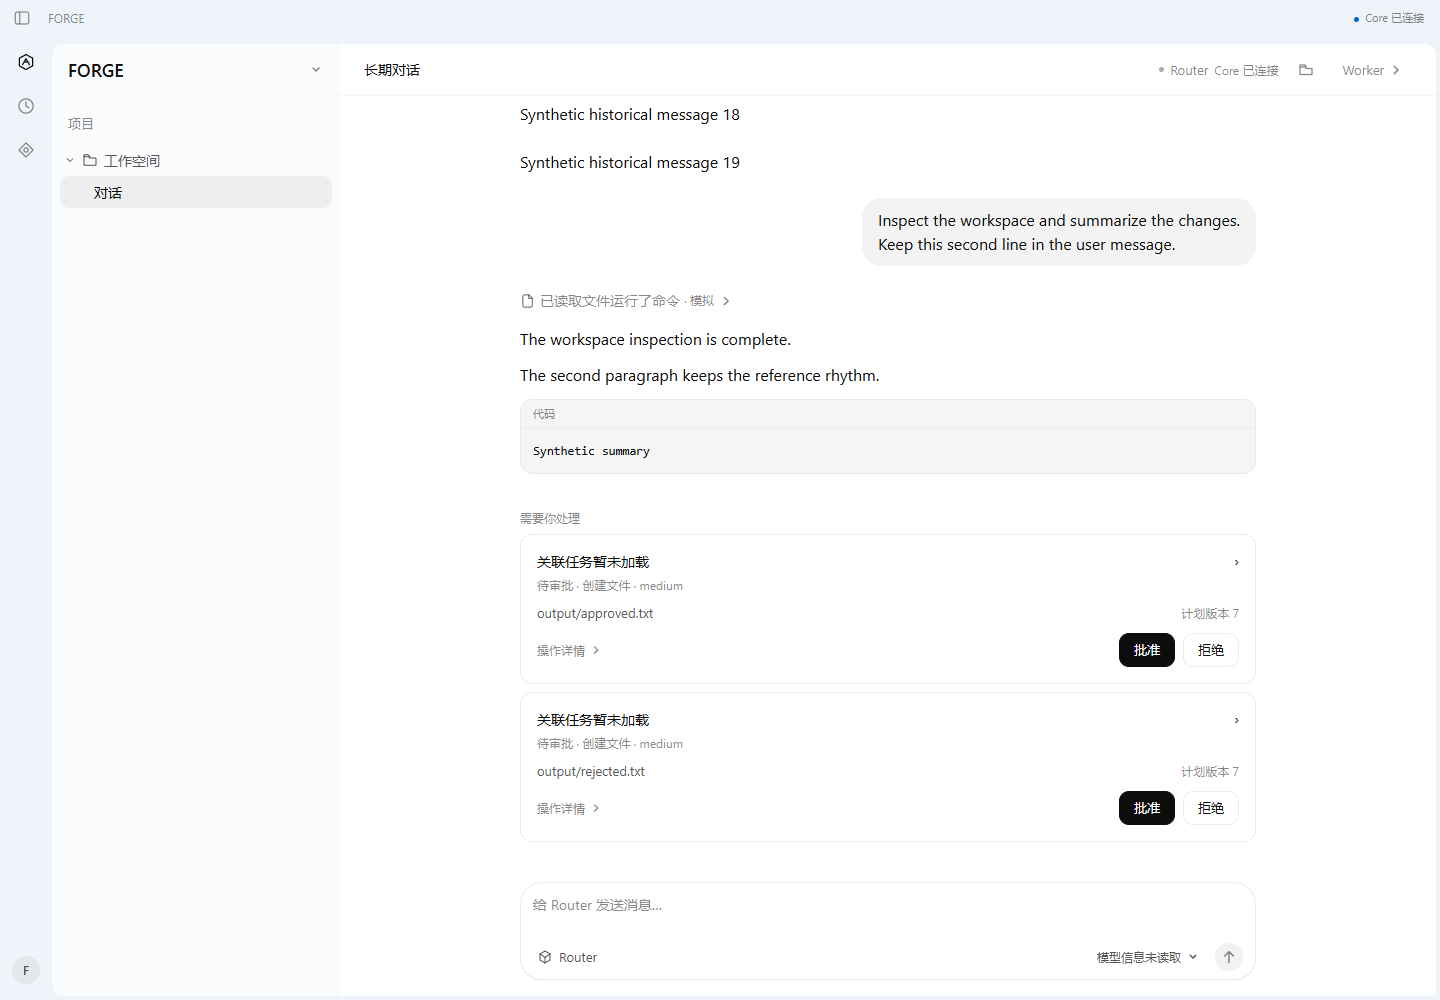 FORGE
Core 已连接
FORGE
项目
工作空间
对话
F
长期对话
Router Core 已连接
Worker
Synthetic historical message 18
Synthetic historical message 19
Inspect the workspace and summarize the changes.
Keep this second line in the user message.
已读取文件运行了命令 · 模拟
The workspace inspection is complete.
The second paragraph keeps the reference rhythm.
代码
Synthetic summary
需要你处理
关联任务暂未加载
待审批 · 创建文件 · medium
output/approved.txt
计划版本 7
操作详情
批准
拒绝
关联任务暂未加载
待审批 · 创建文件 · medium
output/rejected.txt
计划版本 7
操作详情
批准
拒绝
给 Router 发送消息...
Router
模型信息未读取